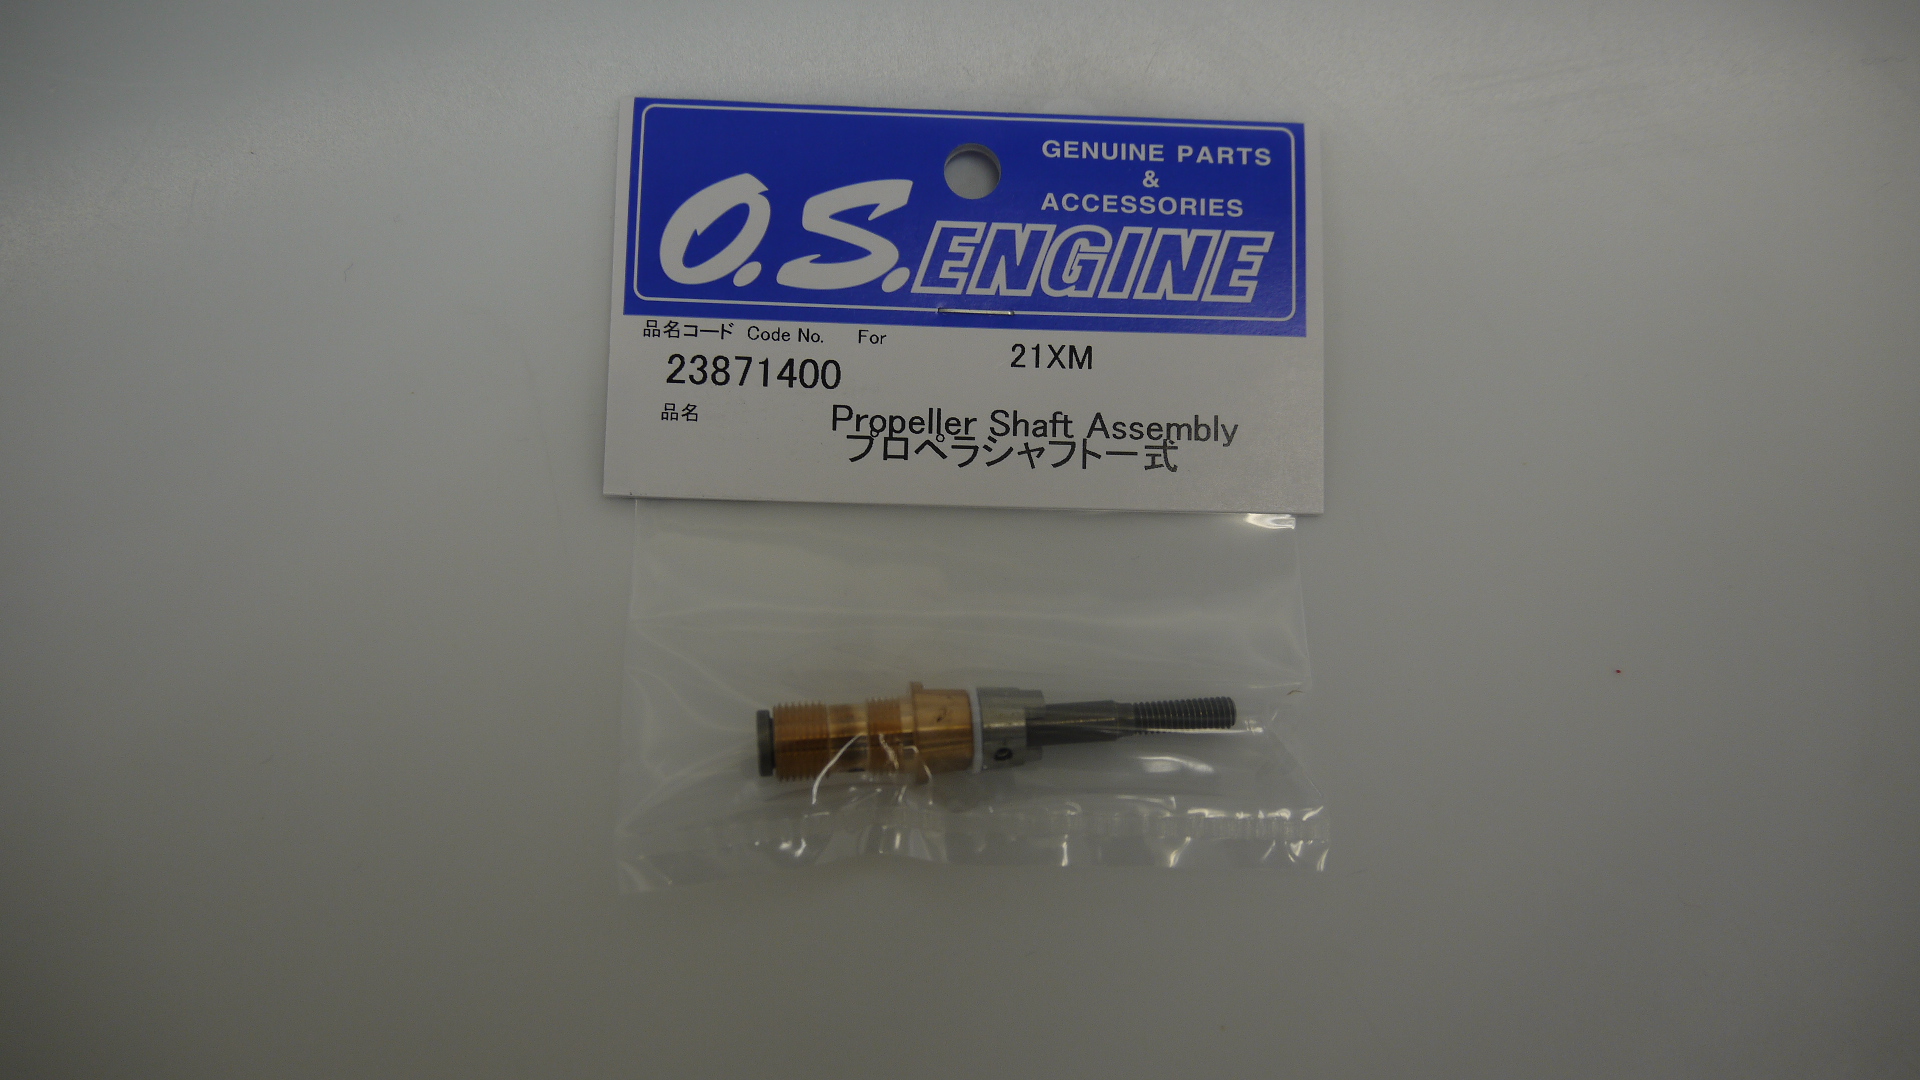 GENUINE PARTS
&
ACCESSORIES
O.S.ENGINE
品名コード Code No. For 21XM
23871400
品名 Propeller Shaft Assembly
プロペラシャフト一式